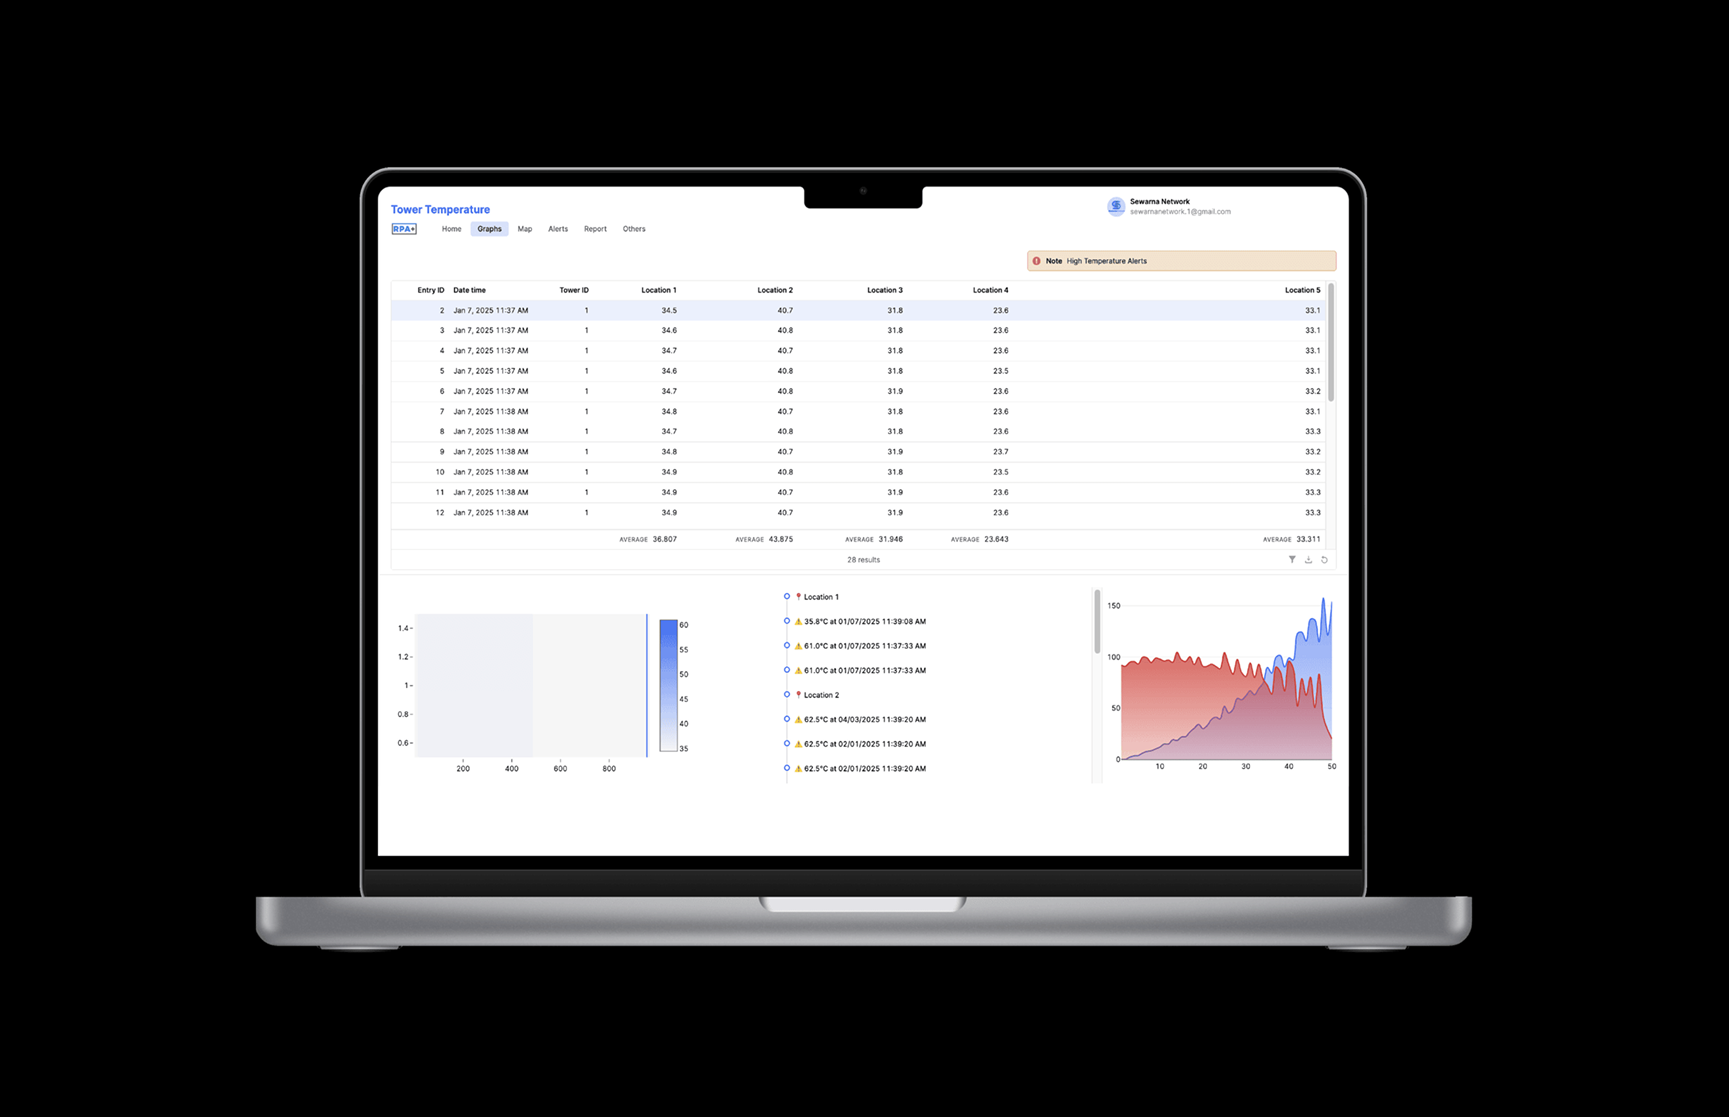 Tower Temperature
RPA+ Home Graphs Map Alerts Report Others
Sewarna Network
sewarnanetwork.1@gmail.com
Note High Temperature Alerts
Entry ID Date time Tower ID Location 1 Location 2 Location 3 Location 4 Location 5
2 Jan 7, 2025 11:37 AM 1 34.5 40.7 31.8 23.6 33.1
3 Jan 7, 2025 11:37 AM 1 34.6 40.8 31.8 23.6 33.1
4 Jan 7, 2025 11:37 AM 1 34.7 40.7 31.8 23.6 33.1
5 Jan 7, 2025 11:37 AM 1 34.6 40.8 31.8 23.5 33.1
6 Jan 7, 2025 11:37 AM 1 34.7 40.8 31.9 23.6 33.2
7 Jan 7, 2025 11:38 AM 1 34.8 40.7 31.8 23.6 33.1
8 Jan 7, 2025 11:38 AM 1 34.7 40.8 31.8 23.6 33.3
9 Jan 7, 2025 11:38 AM 1 34.8 40.7 31.9 23.7 33.2
10 Jan 7, 2025 11:38 AM 1 34.9 40.8 31.8 23.5 33.2
11 Jan 7, 2025 11:38 AM 1 34.9 40.7 31.9 23.6 33.3
12 Jan 7, 2025 11:38 AM 1 34.9 40.7 31.9 23.6 33.3
AVERAGE 36.807 AVERAGE 43.875 AVERAGE 31.946 AVERAGE 23.643 AVERAGE 33.311
28 results
1.4
1.2
1
0.8
0.6
200 400 600 800
60
55
50
45
40
35
Location 1
35.8°C at 01/07/2025 11:39:08 AM
61.0°C at 01/07/2025 11:37:33 AM
61.0°C at 01/07/2025 11:37:33 AM
Location 2
62.5°C at 04/03/2025 11:39:20 AM
62.5°C at 02/01/2025 11:39:20 AM
62.5°C at 02/01/2025 11:39:20 AM
150
100
50
0
10 20 30 40 50